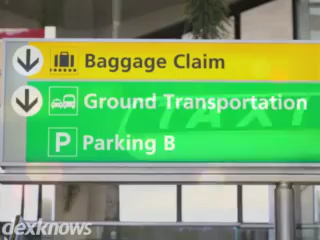 Baggage Claim
Ground Transportation
TAXI
P Parking B
dexknows